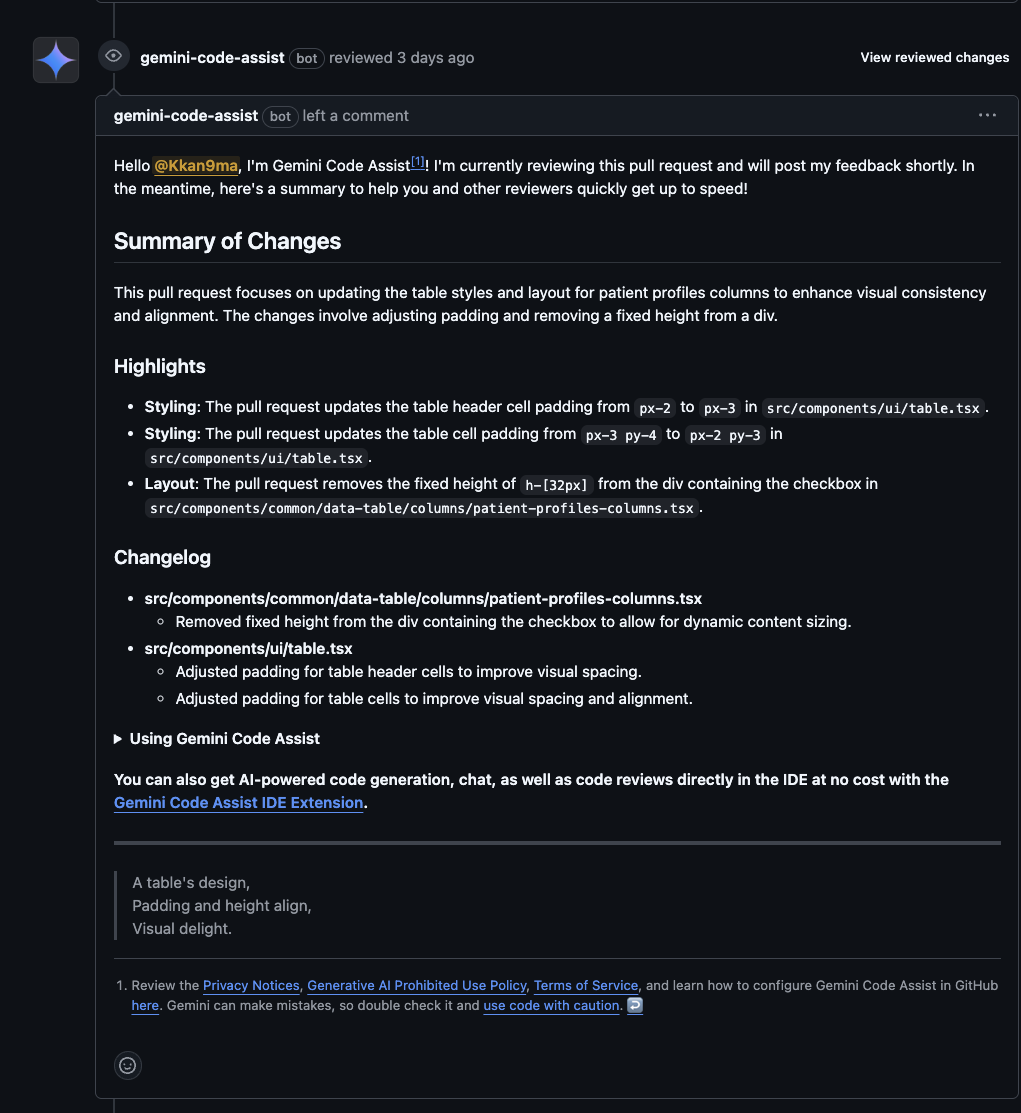 gemini-code-assist bot reviewed 3 days ago
View reviewed changes
gemini-code-assist bot left a comment
Hello @Kkan9ma, I'm Gemini Code Assist[1]! I'm currently reviewing this pull request and will post my feedback shortly. In
the meantime, here's a summary to help you and other reviewers quickly get up to speed!
Summary of Changes
This pull request focuses on updating the table styles and layout for patient profiles columns to enhance visual consistency
and alignment. The changes involve adjusting padding and removing a fixed height from a div.
Highlights
• Styling: The pull request updates the table header cell padding from px-2 to px-3 in src/components/ui/table.tsx.
• Styling: The pull request updates the table cell padding from px-3 py-4 to px-2 py-3 in
src/components/ui/table.tsx.
• Layout: The pull request removes the fixed height of h-[32px] from the div containing the checkbox in
src/components/common/data-table/columns/patient-profiles-columns.tsx.
Changelog
• src/components/common/data-table/columns/patient-profiles-columns.tsx
◦ Removed fixed height from the div containing the checkbox to allow for dynamic content sizing.
• src/components/ui/table.tsx
◦ Adjusted padding for table header cells to improve visual spacing.
◦ Adjusted padding for table cells to improve visual spacing and alignment.
▶ Using Gemini Code Assist
You can also get AI-powered code generation, chat, as well as code reviews directly in the IDE at no cost with the
Gemini Code Assist IDE Extension.
A table's design,
Padding and height align,
Visual delight.
1. Review the Privacy Notices, Generative AI Prohibited Use Policy, Terms of Service, and learn how to configure Gemini Code Assist in GitHub
here. Gemini can make mistakes, so double check it and use code with caution. ↩